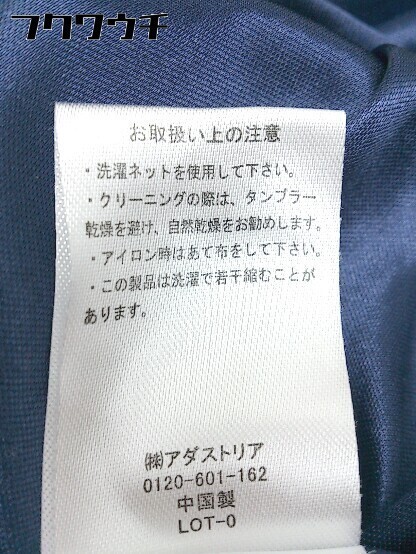 フクウクチ
お取扱い上の注意
・洗濯ネットを使用して下さい。
・クリーニングの際は、タンブラー
乾燥を避け、自然乾燥をお勧めします。
・アイロン時はあて布をして下さい。
・この製品は洗濯で若干縮むことが
あります。
㈱アダストリア
0120-601-162
中国製
LOT-0